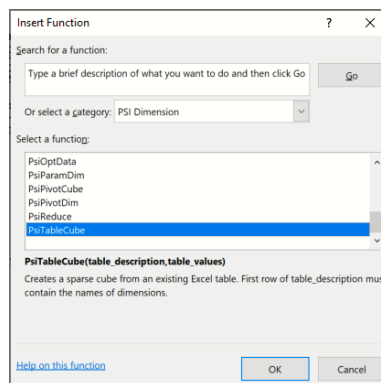 Insert Function
Search for a function:
Type a brief description of what you want to do and then click Go
Go
Or select a category: PSI Dimension
Select a function:
PsiOptData
PsiParamDim
PsiPivotCube
PsiPivotDim
PsiReduce
PsiTableCube
PsiTableCube(table_description,table_values)
Creates a sparse cube from an existing Excel table. First row of table_description mus
contain the names of dimensions.
Help on this function
OK
Cancel